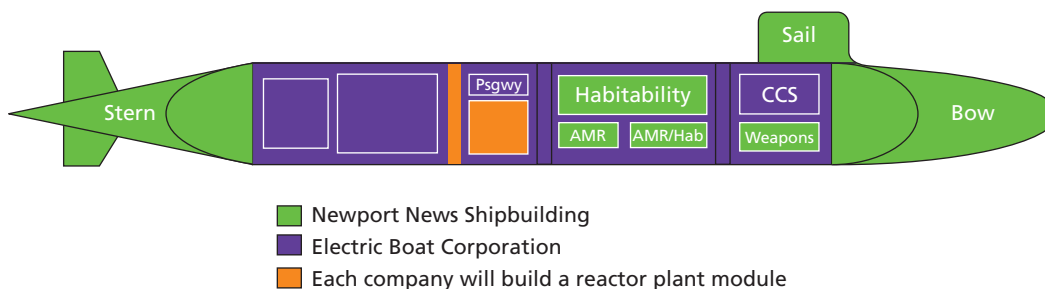 Sail
Stern
Psgwy
Habitability
CCS
Bow
AMR
AMR/Hab
Weapons
Newport News Shipbuilding
Electric Boat Corporation
Each company will build a reactor plant module